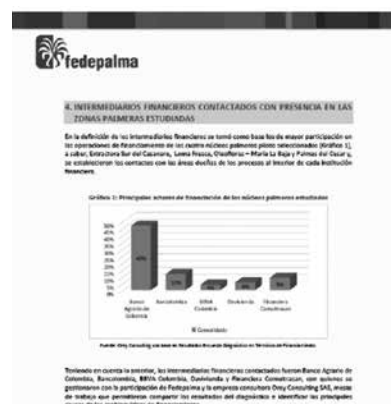 fedepalma
4. INTERMEDIARIOS FINANCIEROS CONTACTADOS CON PRESENCIA EN LAS
ZONAS PALMERAS ESTUDIADAS
En la definición de los intermediarios financieros se tomó como base los de mayor participación en
las operaciones de financiamiento de los cuatro núcleos palmeros piloto seleccionados (Gráfico 1),
a saber, Extractora Sur del Casanare, Loma Fresca, Oleoflores – María La Baja y Palmas del Cesar y,
se establecieron los contactos con las áreas dueñas de los procesos al interior de cada institución
financiera.
Gráfico 1: Principales actores de financiación de los núcleos palmeros estudiados
50%
45%
40%
35%
30%
25%
20%
15%
10%
5%
0%
Banco Agrario de Colombia
Bancolombia
BBVA Colombia
Davivienda
Financiera Comultrasan
Consolidado
Teniendo en cuenta lo anterior, los intermediarios financieros contactados fueron Banco Agrario de
Colombia, Bancolombia, BBVA Colombia, Davivienda y Financiera Comultrasan, con quienes se
gestionaron con la participación de Fedepalma y la empresa consultora Orey Consulting SAS, mesas
de trabajo que permitieron compartir los resultados del diagnóstico e identificar los principales